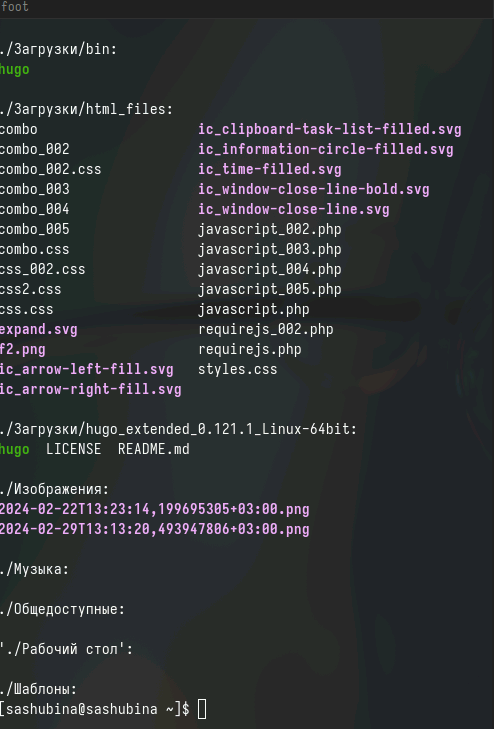 foot
./Загрузки/bin:
hugo
./Загрузки/html_files:
combo ic_clipboard-task-list-filled.svg
combo_002 ic_information-circle-filled.svg
combo_002.css ic_time-filled.svg
combo_003 ic_window-close-line-bold.svg
combo_004 ic_window-close-line.svg
combo_005 javascript_002.php
combo.css javascript_003.php
css_002.css javascript_004.php
css2.css javascript_005.php
css.css javascript.php
expand.svg requirejs_002.php
f2.png requirejs.php
ic_arrow-left-fill.svg styles.css
ic_arrow-right-fill.svg
./Загрузки/hugo_extended_0.121.1_Linux-64bit:
hugo LICENSE README.md
./Изображения:
2024-02-22T13:23:14,199695305+03:00.png
2024-02-29T13:13:20,493947806+03:00.png
./Музыка:
./Общедоступные:
'./Рабочий стол':
./Шаблоны:
[sashubina@sashubina ~]$